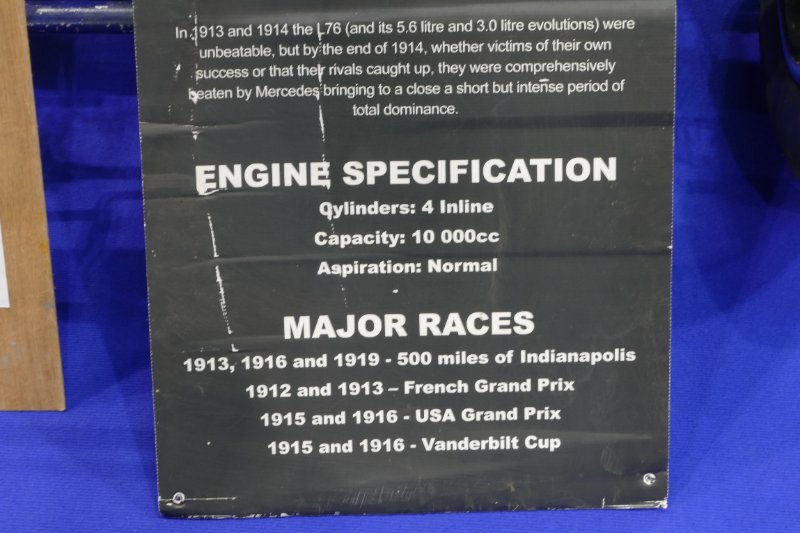 In 1913 and 1914 the L76 (and its 5.6 litre and 3.0 litre evolutions) were
unbeatable, but by the end of 1914, whether victims of their own
success or that their rivals caught up, they were comprehensively
beaten by Mercedes bringing to a close a short but intense period of
total dominance.
ENGINE SPECIFICATION
Cylinders: 4 Inline
Capacity: 10 000cc
Aspiration: Normal
MAJOR RACES
1913, 1916 and 1919 - 500 miles of Indianapolis
1912 and 1913 – French Grand Prix
1915 and 1916 - USA Grand Prix
1915 and 1916 - Vanderbilt Cup